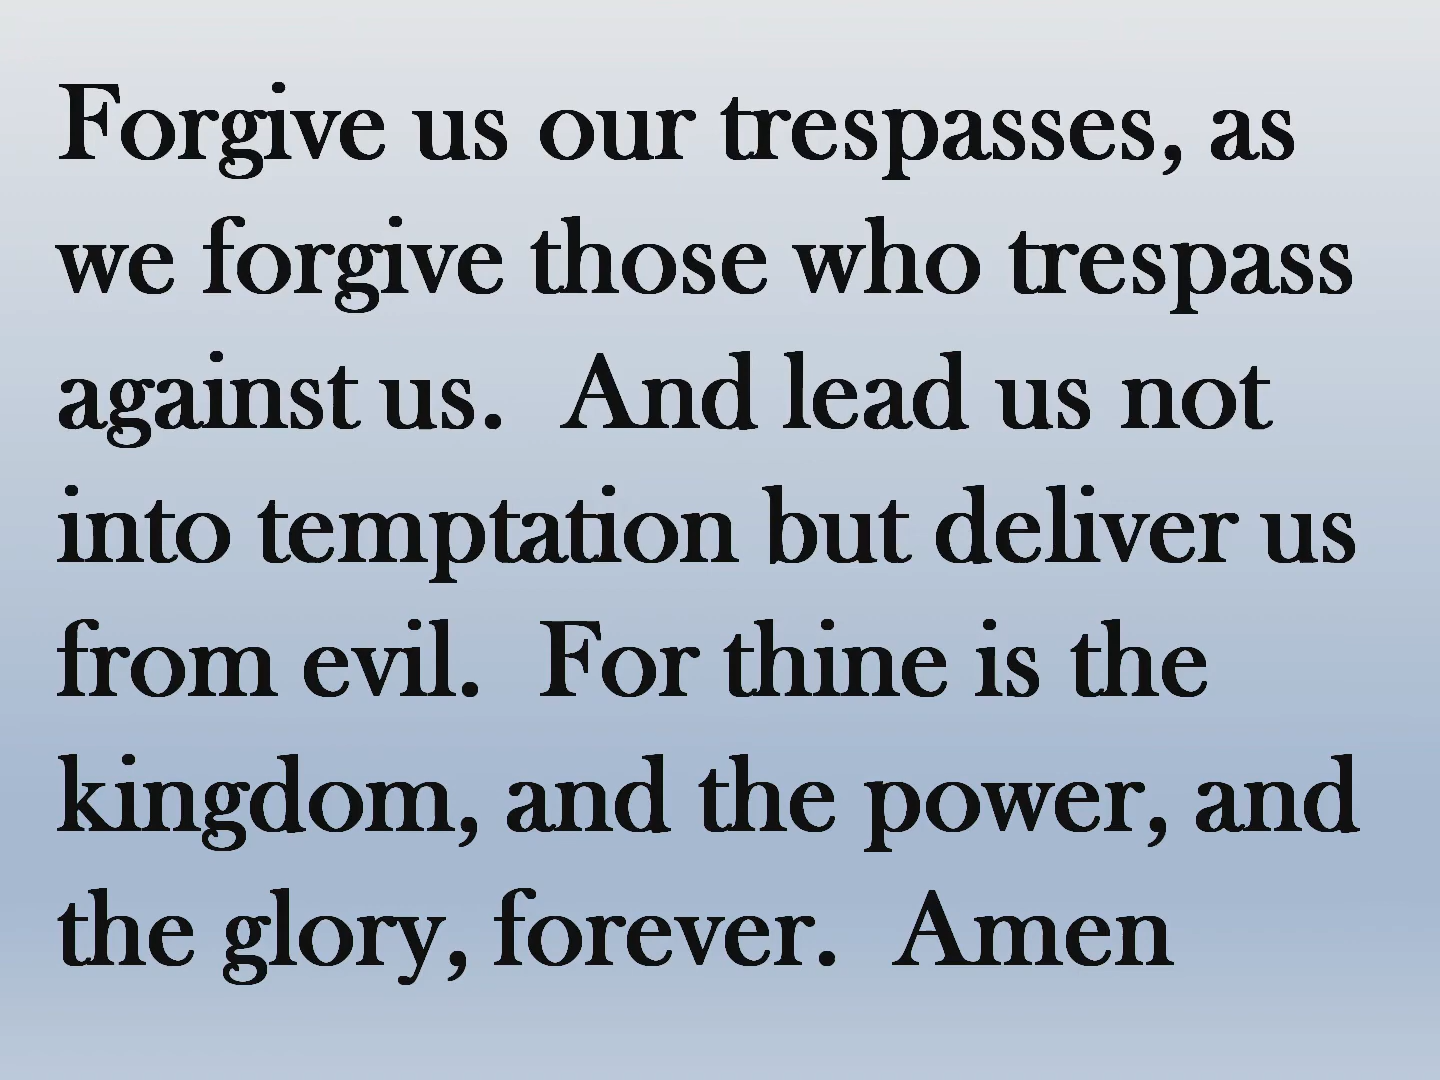 Forgive us our trespasses, as
we forgive those who trespass
against us.  And lead us not
into temptation but deliver us
from evil.  For thine is the
kingdom, and the power, and
the glory, forever.  Amen